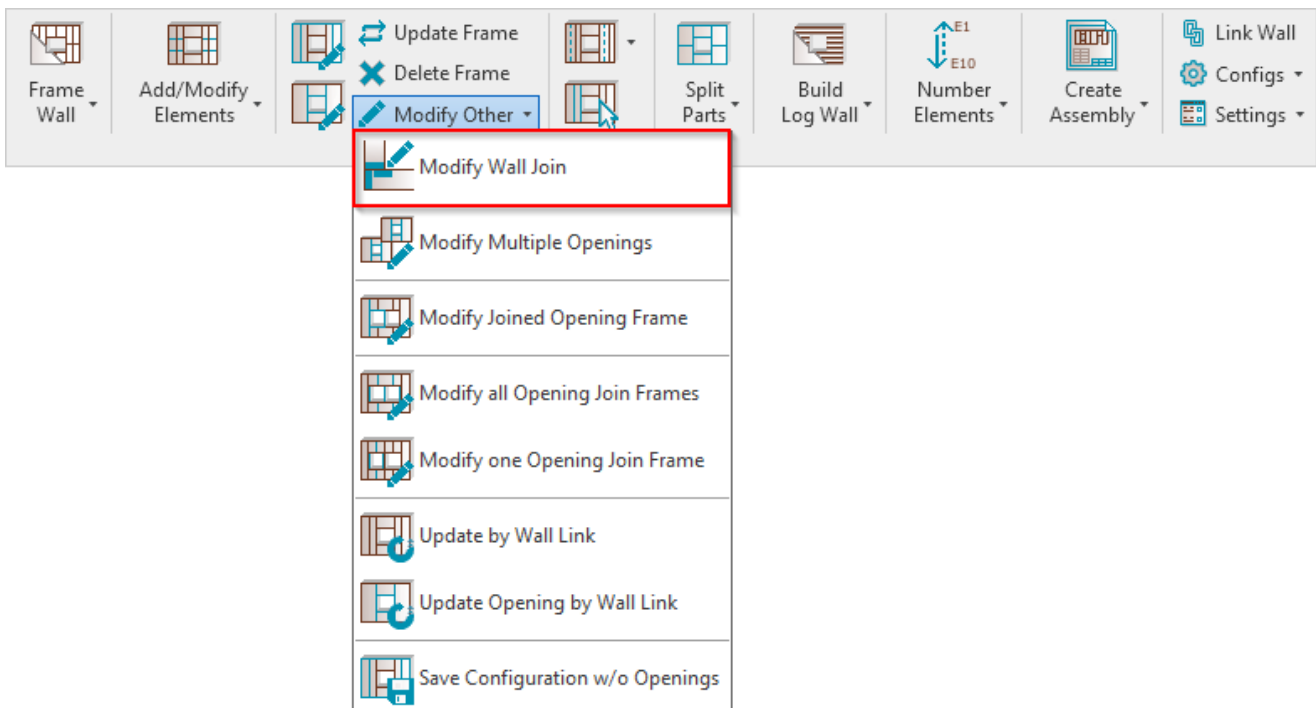 Frame
Wall
Add/Modify
Elements
Update Frame
Delete Frame
Modify Other
Split
Parts
Build
Log Wall
E1
E10
Number
Elements
Create
Assembly
Link Wall
Configs
Settings
Modify Wall Join
Modify Multiple Openings
Modify Joined Opening Frame
Modify all Opening Join Frames
Modify one Opening Join Frame
Update by Wall Link
Update Opening by Wall Link
Save Configuration w/o Openings